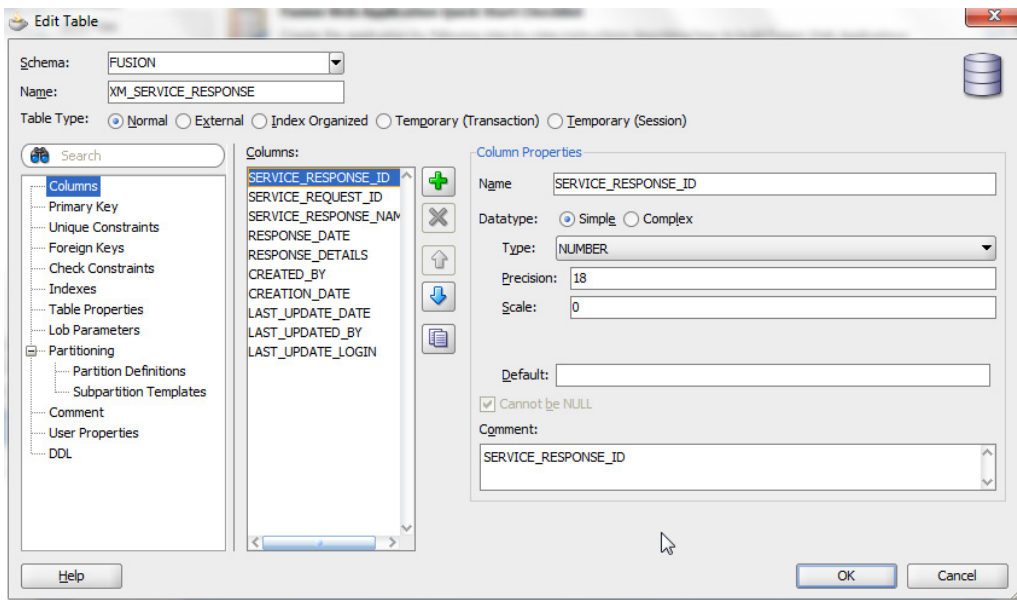 Edit Table
Schema: FUSION
Name: XM_SERVICE_RESPONSE
Table Type: Normal External Index Organized Temporary (Transaction) Temporary (Session)
Search
Columns
Primary Key
Unique Constraints
Foreign Keys
Check Constraints
Indexes
Table Properties
Lob Parameters
Partitioning
Partition Definitions
Subpartition Templates
Comment
User Properties
DDL
Columns:
SERVICE_RESPONSE_ID
SERVICE_REQUEST_ID
SERVICE_RESPONSE_NAM
RESPONSE_DATE
RESPONSE_DETAILS
CREATED_BY
CREATION_DATE
LAST_UPDATE_DATE
LAST_UPDATED_BY
LAST_UPDATE_LOGIN
Column Properties
Name SERVICE_RESPONSE_ID
Datatype: Simple Complex
Type: NUMBER
Precision: 18
Scale: 0
Default:
Cannot be NULL
Comment:
SERVICE_RESPONSE_ID
Help OK Cancel